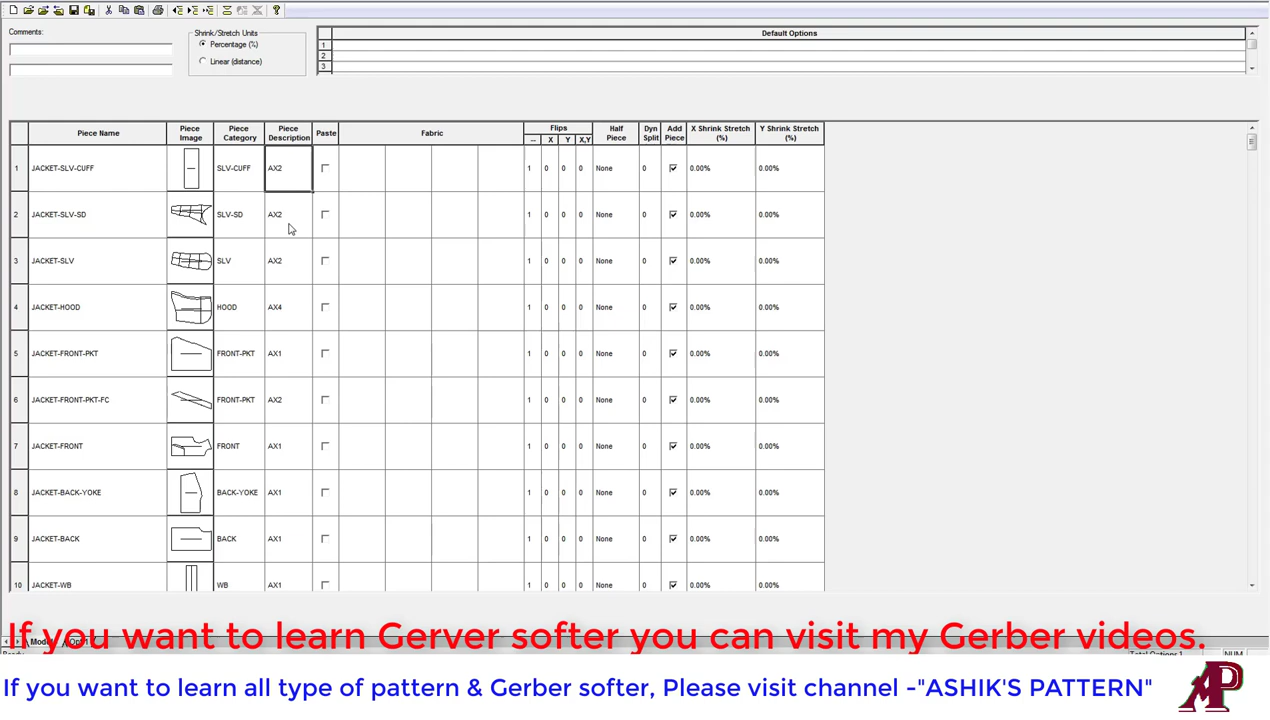 Comments:
Shrink/Stretch Units
Percentage (%)
Linear (distance)
Default Options
1
2
3
Piece Name Piece Image Piece Category Piece Description Paste Fabric Flips -- X Y X,Y Half Piece Dyn Split Add Piece X Shrink Stretch (%) Y Shrink Stretch (%)
1 JACKET-SLV-CUFF SLV-CUFF AX2 1 0 0 0 None 0 0.00% 0.00%
2 JACKET-SLV-SD SLV-SD AX2 1 0 0 0 None 0 0.00% 0.00%
3 JACKET-SLV SLV AX2 1 0 0 0 None 0 0.00% 0.00%
4 JACKET-HOOD HOOD AX4 1 0 0 0 None 0 0.00% 0.00%
5 JACKET-FRONT-PKT FRONT-PKT AX1 1 0 0 0 None 0 0.00% 0.00%
6 JACKET-FRONT-PKT-FC FRONT-PKT AX2 1 0 0 0 None 0 0.00% 0.00%
7 JACKET-FRONT FRONT AX1 1 0 0 0 None 0 0.00% 0.00%
8 JACKET-BACK-YOKE BACK-YOKE AX1 1 0 0 0 None 0 0.00% 0.00%
9 JACKET-BACK BACK AX1 1 0 0 0 None 0 0.00% 0.00%
10 JACKET-WB WB AX1 1 0 0 0 None 0 0.00% 0.00%
If you want to learn Gerver softer you can visit my Gerber videos.
If you want to learn all type of pattern & Gerber softer, Please visit channel -"ASHIK'S PATTERN"
AP